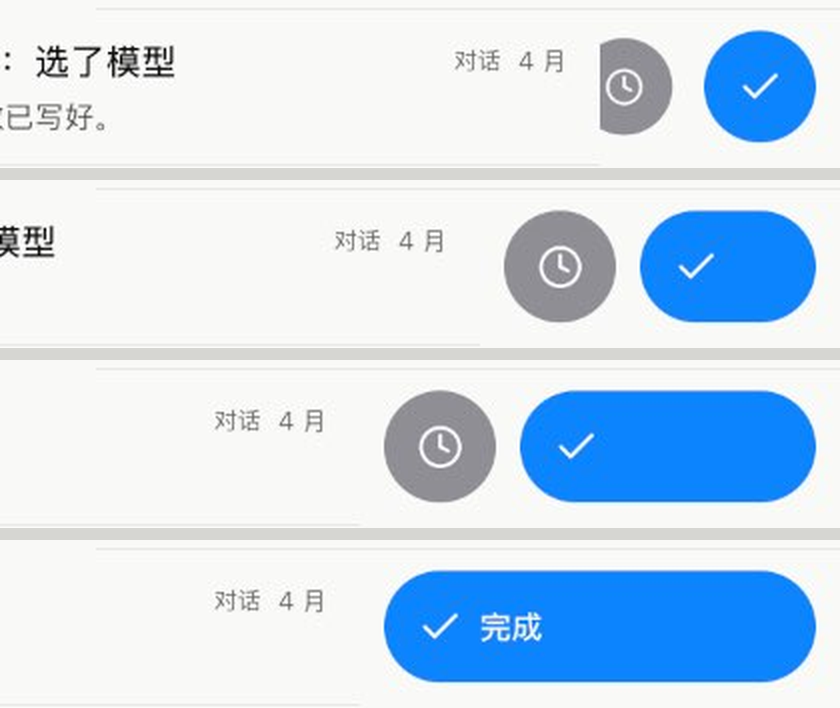 ：选了模型 对话 4 月
已写好。
模型 对话 4 月
对话 4 月
对话 4 月
完成